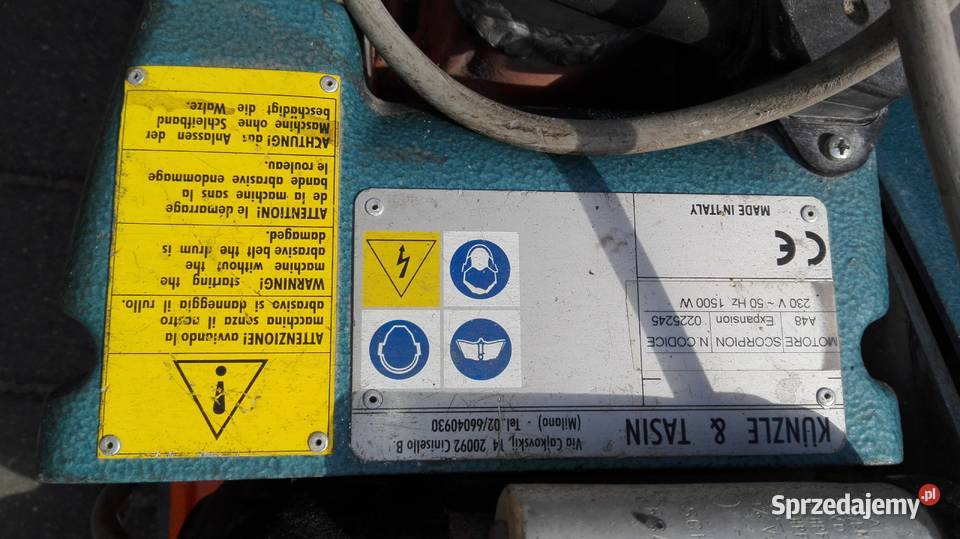 KÜNZLE & TASIN
Via Čajkovskij, 14 20092 Cinisello B.
(Milano) - Tel. 02/66040930
MOTORE SCORPION N.CODICE
A48 Expansion 0225245
230 V ~ 50 Hz 1500 W
CE
MADE IN ITALY
ATTENZIONE! avviando la
macchina senza il nastro
abrasivo si danneggia il rullo.
WARNING! starting the
machine without the
abrasive belt the drum is
damaged.
ATTENTION! le démarrage
de la machine sans la
bande abrasive endommage
le rouleau.
ACHTUNG! das Anlassen der
Maschine ohne Schleifband
beschädigt die Walze.
Sprzedajemy.pl